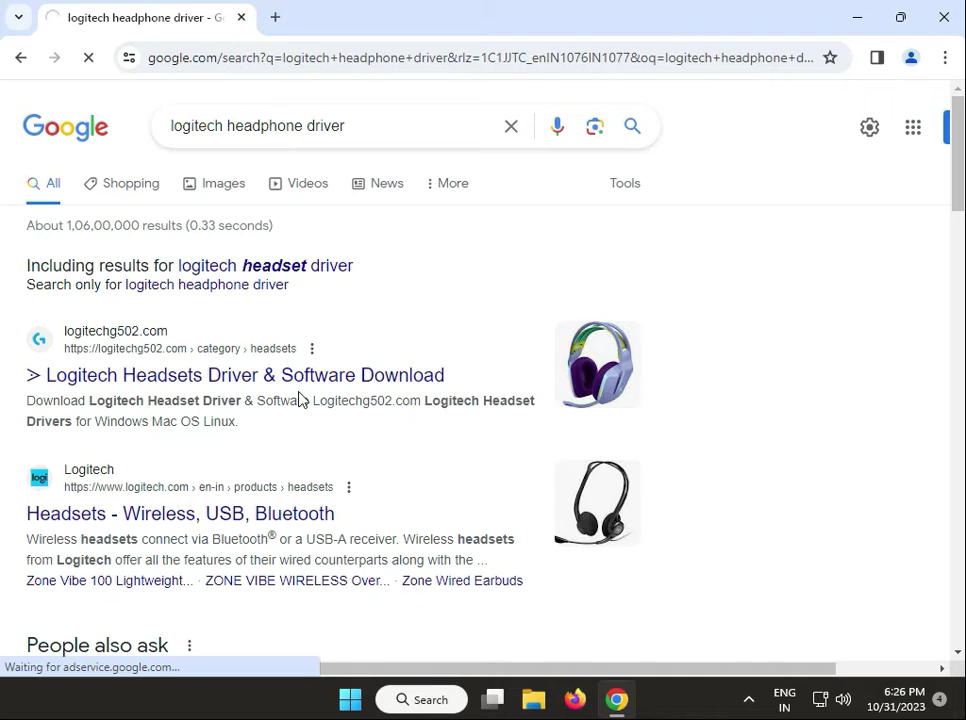 logitech headphone driver - Go
google.com/search?q=logitech+headphone+driver&rlz=1C1JJTC_enIN1076IN1077&oq=logitech+headphone+d...
Google
logitech headphone driver
All
Shopping
Images
Videos
News
More
Tools
About 1,06,00,000 results (0.33 seconds)
Including results for logitech headset driver
Search only for logitech headphone driver
logitechg502.com
https://logitechg502.com › category › headsets
> Logitech Headsets Driver & Software Download
Download Logitech Headset Driver & Software Logitechg502.com Logitech Headset
Drivers for Windows Mac OS Linux.
logi
Logitech
https://www.logitech.com › en-in › products › headsets
Headsets - Wireless, USB, Bluetooth
Wireless headsets connect via Bluetooth® or a USB-A receiver. Wireless headsets
from Logitech offer all the features of their wired counterparts along with the ...
Zone Vibe 100 Lightweight... · ZONE VIBE WIRELESS Over... · Zone Wired Earbuds
People also ask
Waiting for adservice.google.com...
Search
ENG
IN
6:26 PM
10/31/2023
4